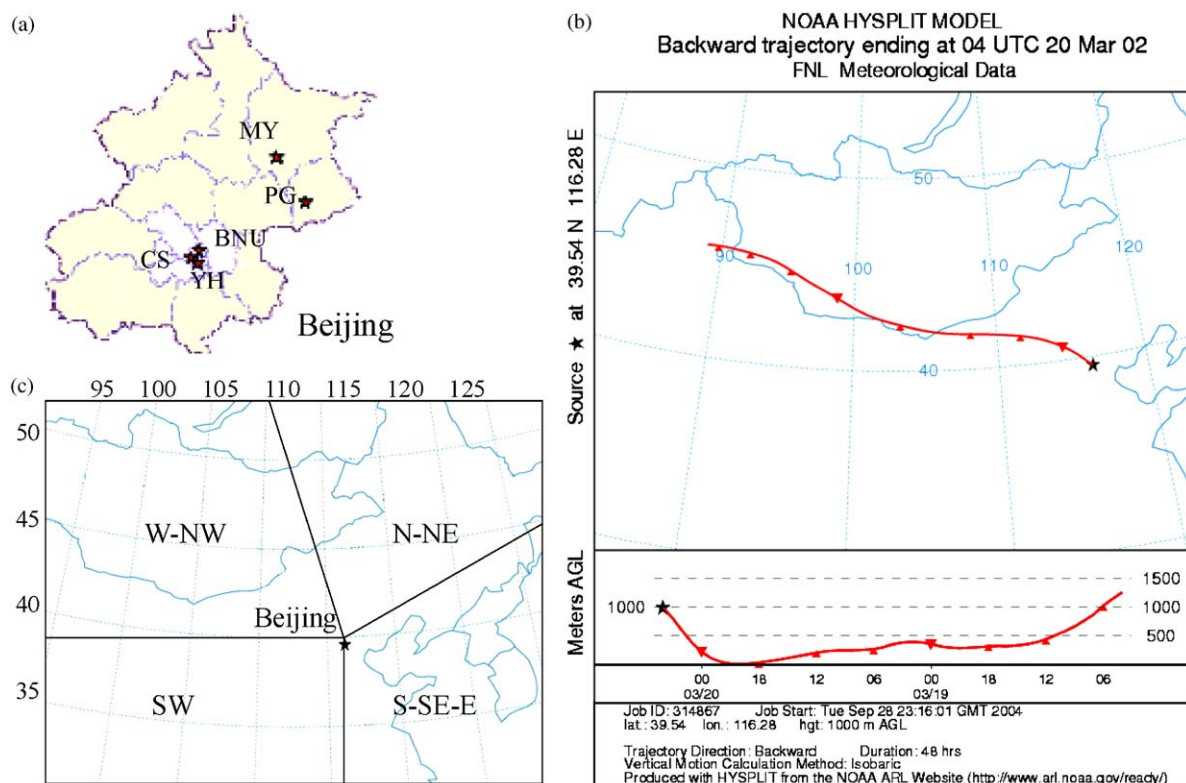 (a)
MY
PG
BNU
CS
YH
Beijing
(b)
NOAA HYSPLIT MODEL
Backward trajectory ending at 04 UTC 20 Mar 02
FNL Meteorological Data
Source ★ at 39.54 N 116.28 E
50
120
90
100
110
40
Meters AGL
1000
1500
1000
500
00 18 12 06 00 18 12 06
03/20 03/19
Job ID: 314867 Job Start: Tue Sep 28 23:16:01 GMT 2004
lat.: 39.54 lon.: 116.28 hgt: 1000 m AGL
Trajectory Direction: Backward Duration: 48 hrs
Vertical Motion Calculation Method: Isobaric
Produced with HYSPLIT from the NOAA ARL Website (http://www.arl.noaa.gov/ready/)
(c)
95 100 105 110 115 120 125
50
45
40
35
W-NW
N-NE
Beijing
SW
S-SE-E